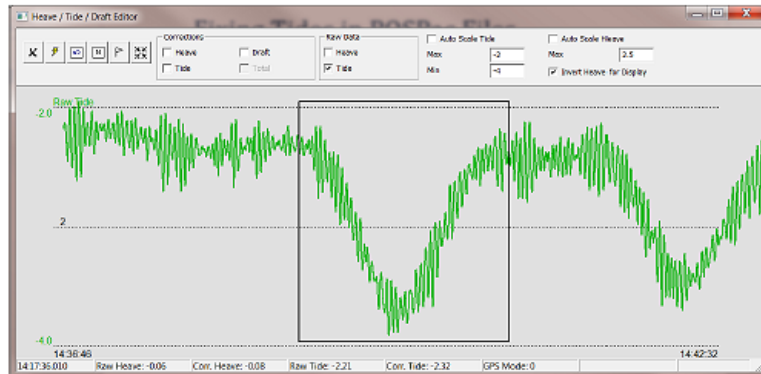 Heave / Tide / Draft Editor
Corrections
Heave
Draft
Tide
Total
Raw Data
Heave
Tide
Auto Scale Tide
Max -2
Min -4
Auto Scale Heave
Max 2.5
Invert Heave for Display
Raw Tide
-2.0
2
-4.0
14:36:46
14:42:32
14:17:36.010 Raw Heave: -0.06 Corr. Heave: -0.08 Raw Tide: -2.21 Corr. Tide: -2.32 GPS Mode: 0